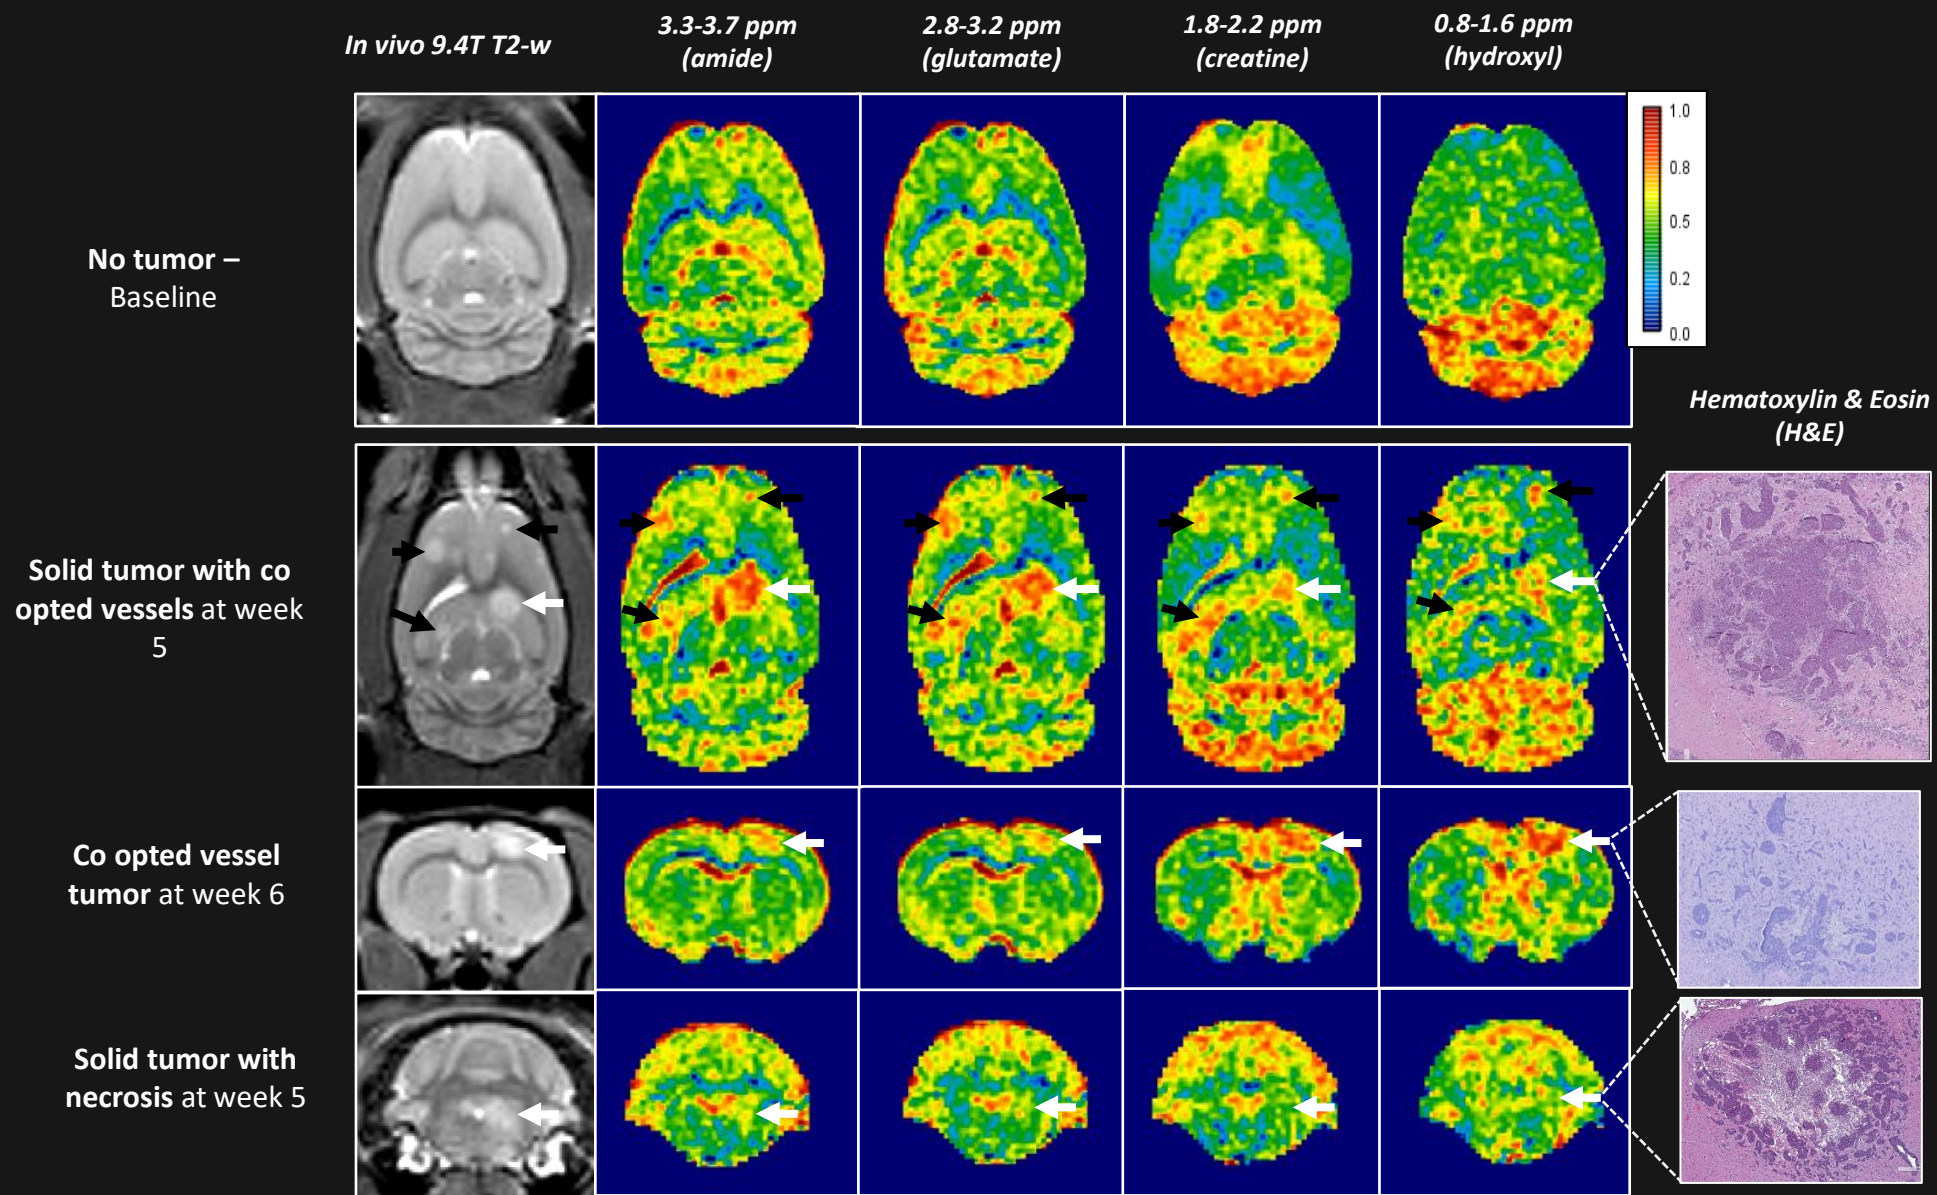 In vivo 9.4T T2-w
3.3-3.7 ppm
(amide)
2.8-3.2 ppm
(glutamate)
1.8-2.2 ppm
(creatine)
0.8-1.6 ppm
(hydroxyl)
1.0
0.8
0.5
0.2
0.0
No tumor –
Baseline
Hematoxylin & Eosin
(H&E)
Solid tumor with co
opted vessels at week
5
Co opted vessel
tumor at week 6
Solid tumor with
necrosis at week 5